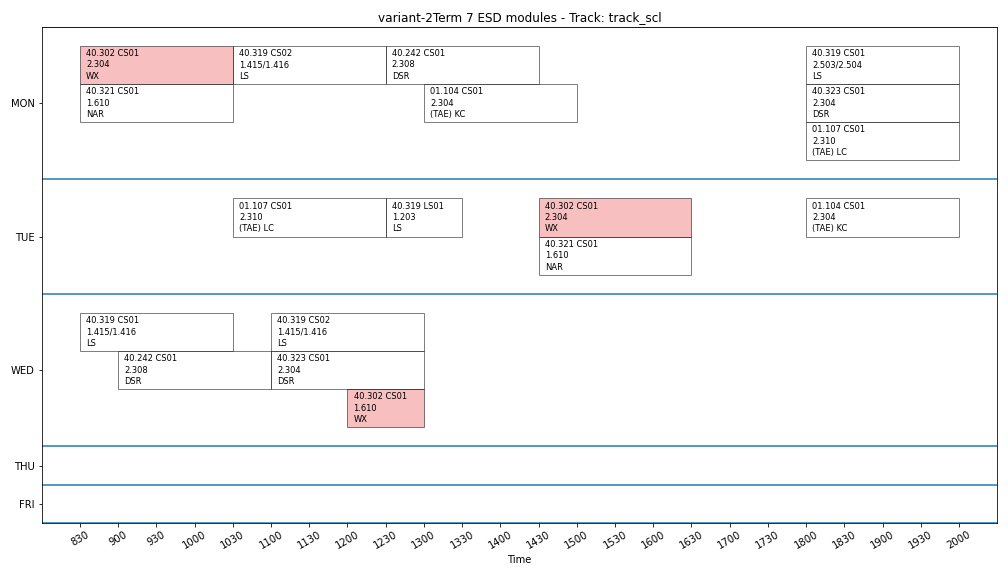 variant-2Term 7 ESD modules - Track: track_scl
MON
40.302 CS01
2.304
WX
40.319 CS02
1.415/1.416
LS
40.242 CS01
2.308
DSR
40.319 CS01
2.503/2.504
LS
40.321 CS01
1.610
NAR
01.104 CS01
2.304
(TAE) KC
40.323 CS01
2.304
DSR
01.107 CS01
2.310
(TAE) LC
TUE
01.107 CS01
2.310
(TAE) LC
40.319 LS01
1.203
LS
40.302 CS01
2.304
WX
01.104 CS01
2.304
(TAE) KC
40.321 CS01
1.610
NAR
WED
40.319 CS01
1.415/1.416
LS
40.319 CS02
1.415/1.416
LS
40.242 CS01
2.308
DSR
40.323 CS01
2.304
DSR
40.302 CS01
1.610
WX
THU
FRI
830 900 930 1000 1030 1100 1130 1200 1230 1300 1330 1400 1430 1500 1600 1630 1700 1730 1800 1830 1900 1930 2000
Time